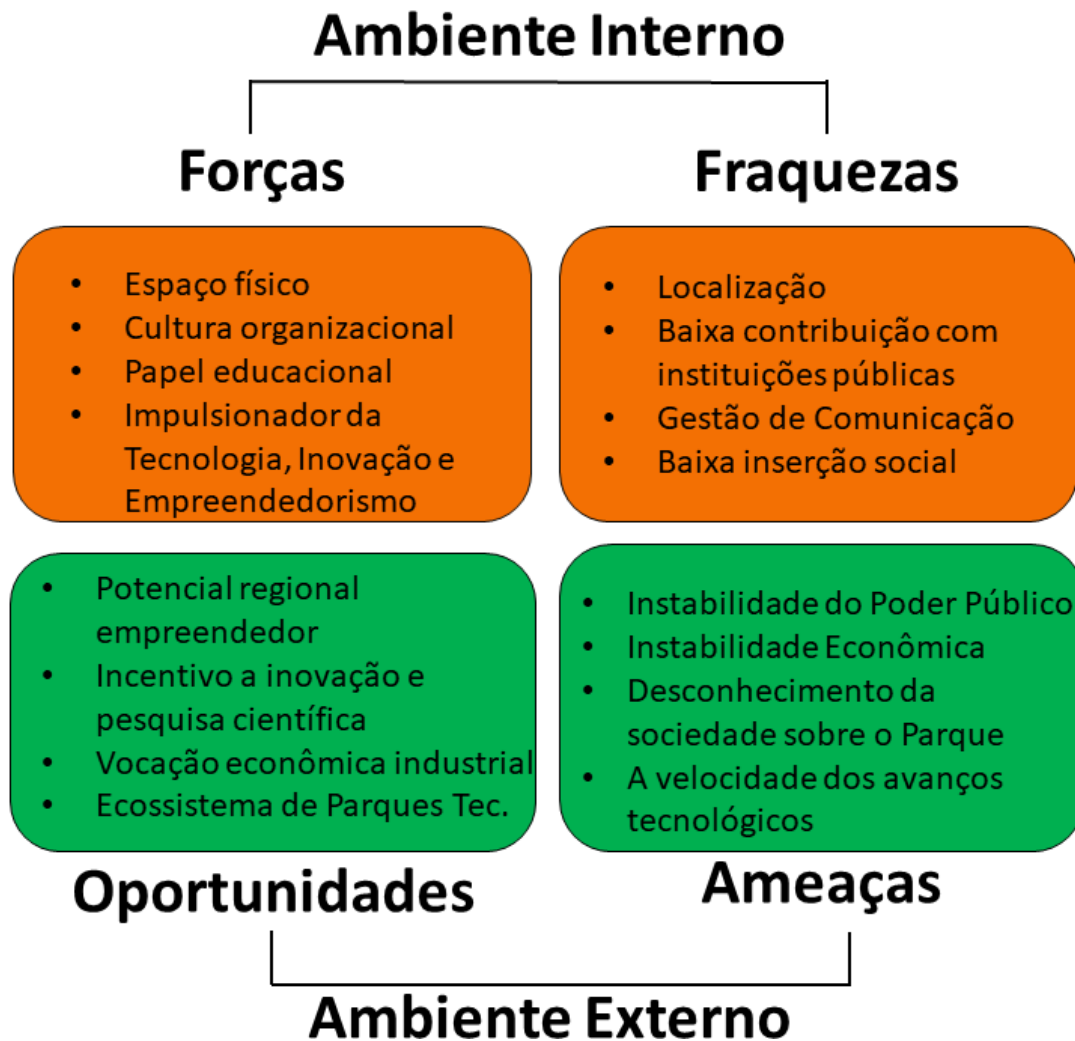 Ambiente Interno
Forças
Fraquezas
• Espaço físico
• Cultura organizacional
• Papel educacional
• Impulsionador da
Tecnologia, Inovação e
Empreendedorismo
• Localização
• Baixa contribuição com
instituições públicas
• Gestão de Comunicação
• Baixa inserção social
• Potencial regional
empreendedor
• Incentivo a inovação e
pesquisa científica
• Vocação econômica industrial
• Ecossistema de Parques Tec.
• Instabilidade do Poder Público
• Instabilidade Econômica
• Desconhecimento da
sociedade sobre o Parque
• A velocidade dos avanços
tecnológicos
Oportunidades
Ameaças
Ambiente Externo